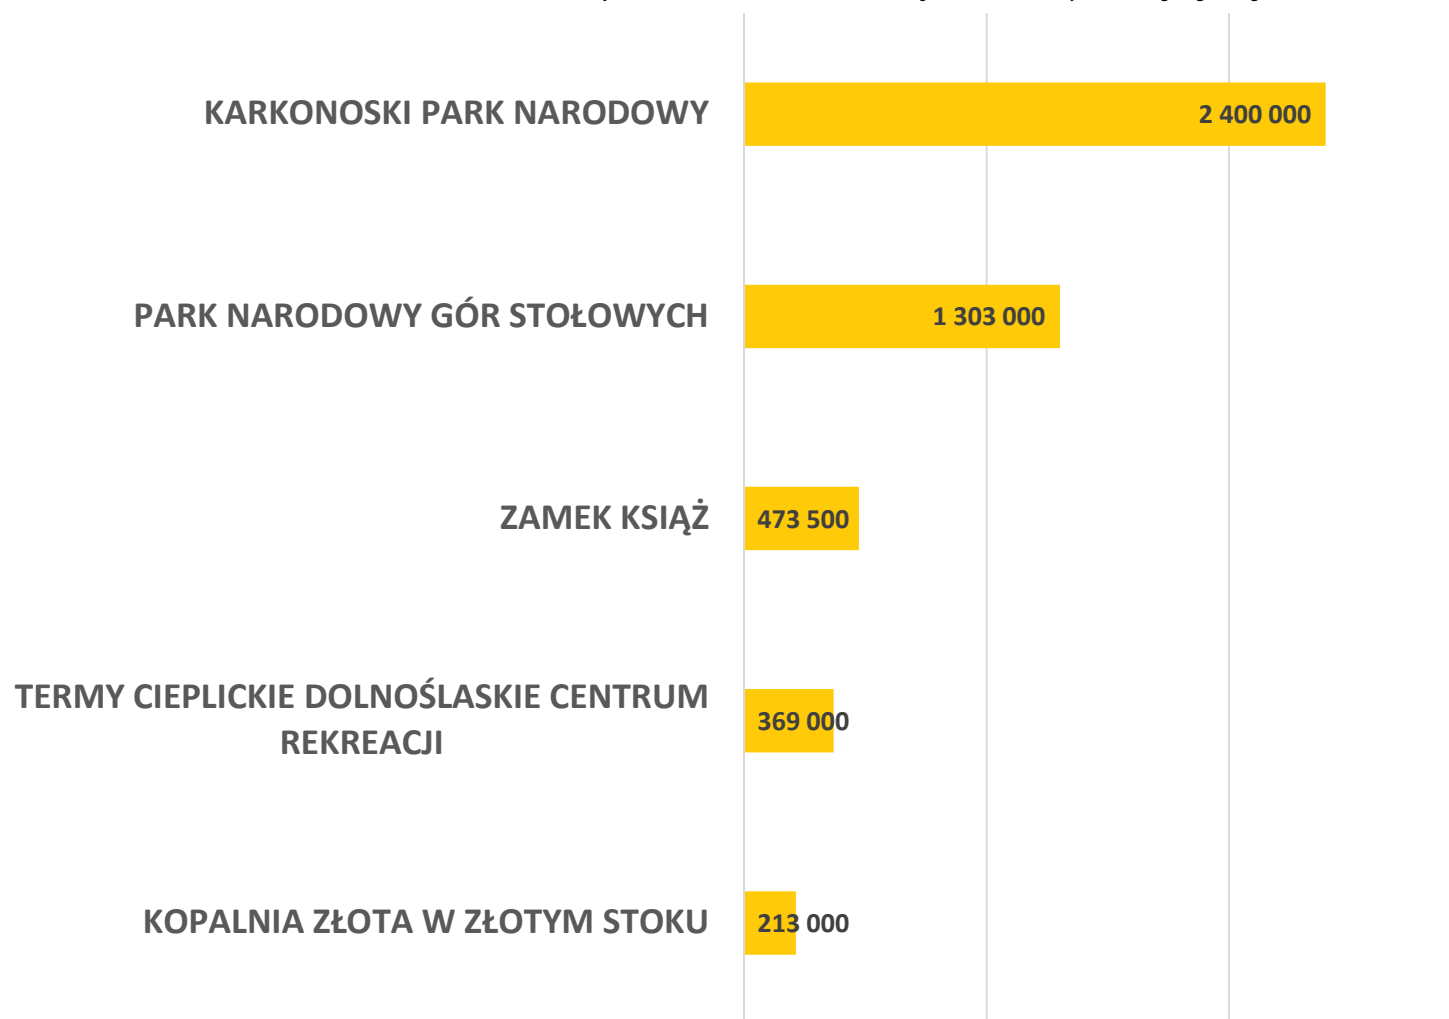 KARKONOSKI PARK NARODOWY
2 400 000
PARK NARODOWY GÓR STOŁOWYCH
1 303 000
ZAMEK KSIĄŻ
473 500
TERMY CIEPLICKIE DOLNOŚLASKIE CENTRUM
REKREACJI
369 000
KOPALNIA ZŁOTA W ZŁOTYM STOKU
213 000